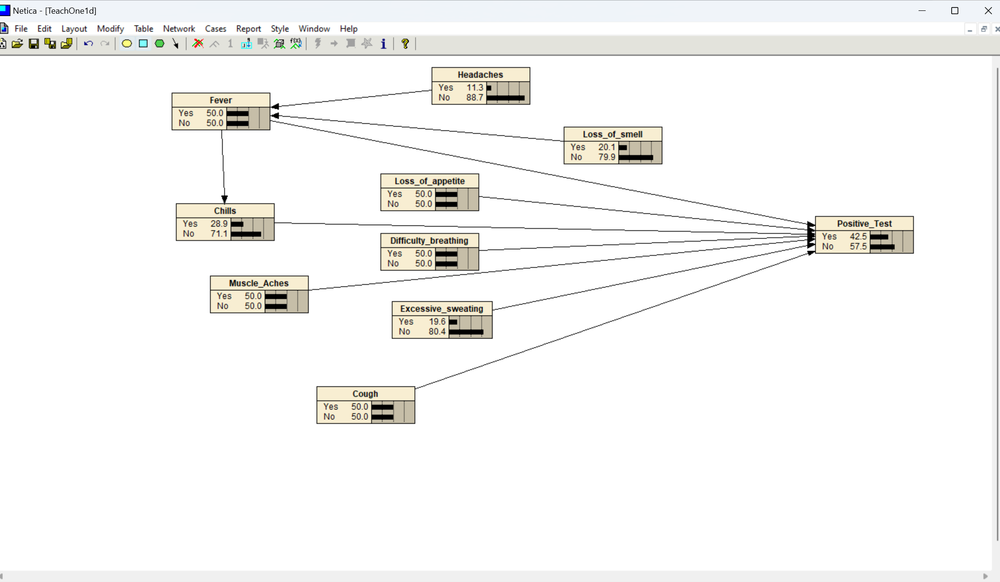 Netica - [TeachOne1d]
File Edit Layout Modify Table Network Cases Report Style Window Help
1 f(x) i ?
Headaches
Yes 11.3
No 88.7
Fever
Yes 50.0
No 50.0
Loss_of_smell
Yes 20.1
No 79.9
Loss_of_appetite
Yes 50.0
No 50.0
Chills
Yes 28.9
No 71.1
Positive_Test
Yes 42.5
No 57.5
Difficulty_breathing
Yes 50.0
No 50.0
Muscle_Aches
Yes 50.0
No 50.0
Excessive_sweating
Yes 19.6
No 80.4
Cough
Yes 50.0
No 50.0